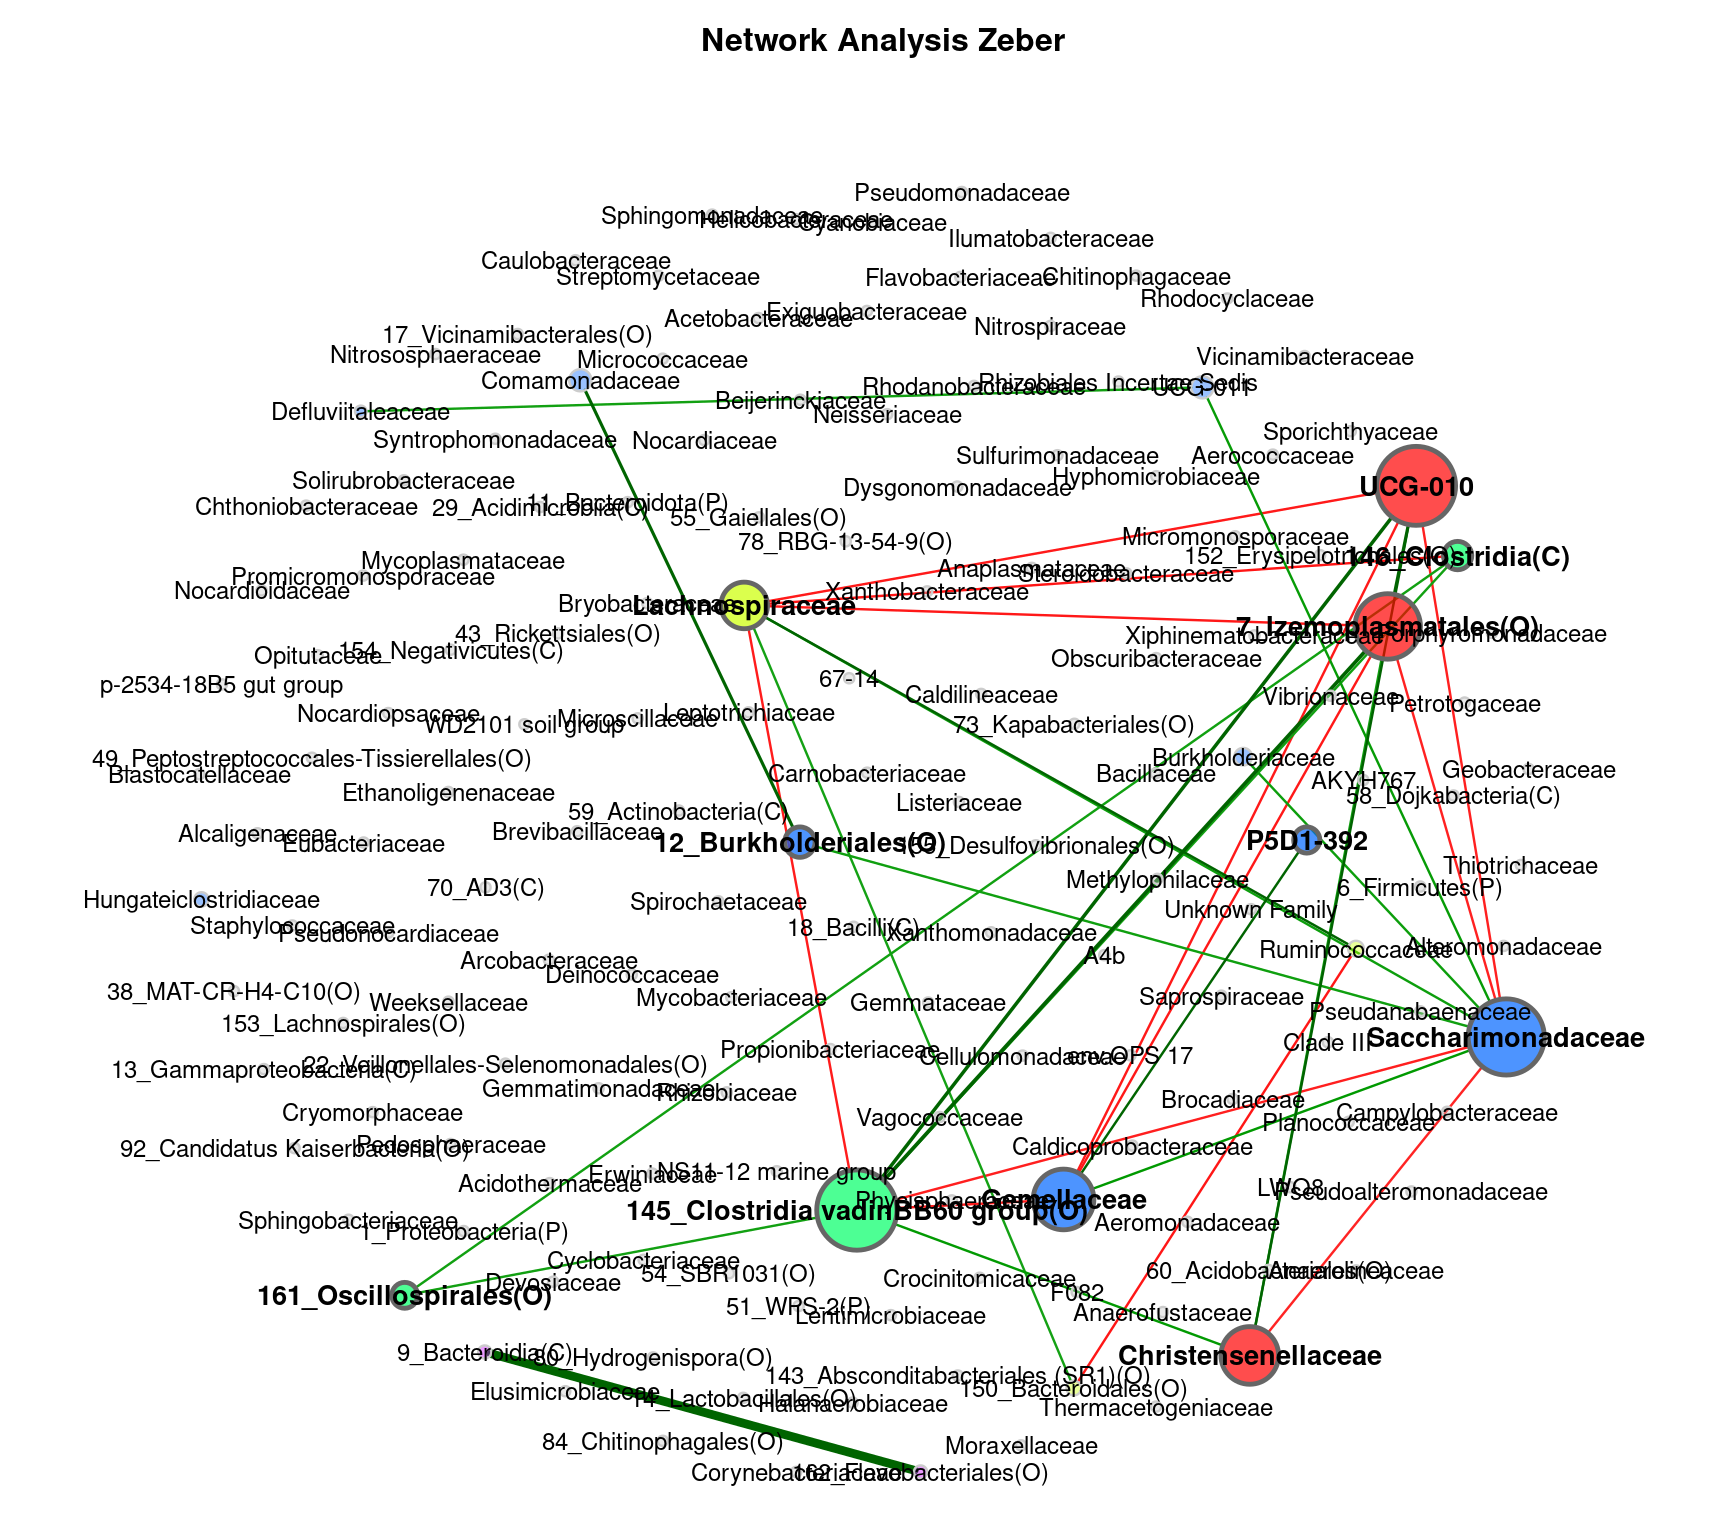 Network Analysis Zeber
Pseudomonadaceae
Sphingomonadaceae
Helicobacteraceae
Cyanobiaceae
Ilumatobacteraceae
Caulobacteraceae
Streptomycetaceae
Flavobacteriaceae
Chitinophagaceae
Rhodocyclaceae
Acetobacteraceae
Exiguobacteraceae
Nitrospiraceae
17_Vicinamibacterales(O)
Nitrososphaeraceae
Micrococcaceae
Vicinamibacteraceae
Comamonadaceae
Rhodanobacteraceae
Rhizobiales Incertae Sedis
UCG-011
Beijerinckiaceae
Defluviitaleaceae
Neisseriaceae
Syntrophomonadaceae
Nocardiaceae
Sporichthyaceae
Sulfurimonadaceae
Aerococcaceae
Solirubrobacteraceae
Hyphomicrobiaceae
Dysgonomonadaceae
UCG-010
Chthoniobacteraceae
29_Acidimicrobiia(C)
11_Bacteroidota(P)
55_Gaiellales(O)
78_RBG-13-54-9(O)
Micromonosporaceae
152_Erysipelotrichales(O)
146_Clostridia(C)
Mycoplasmataceae
Anaplasmataceae
Steroidobacteraceae
Promicromonosporaceae
Nocardioidaceae
Xanthobacteraceae
Bryobacteraceae
Lachnospiraceae
7_Izemoplasmatales(O)
43_Rickettsiales(O)
Xiphinematobacteraceae
Porphyromonadaceae
Opitutaceae
154_Negativicutes(C)
Obscuribacteraceae
67-14
p-2534-18B5 gut group
Caldilineaceae
Vibrionaceae
Petrotogaceae
Nocardiopsaceae
Leptotrichiaceae
WD2101 soil group
Microscillaceae
73_Kapabacteriales(O)
49_Peptostreptococcales-Tissierellales(O)
Burkholderiaceae
Blastocatellaceae
Carnobacteriaceae
Bacillaceae
Geobacteraceae
AKYH767
Ethanoligenenaceae
58_Dojkabacteria(C)
Listeriaceae
59_Actinobacteria(C)
Alcaligenaceae
Brevibacillaceae
Eubacteriaceae
12_Burkholderiales(O)
155_Desulfovibrionales(O)
P5D1-392
Thiotrichaceae
Methylophilaceae
70_AD3(C)
6_Firmicutes(P)
Hungateiclostridiaceae
Spirochaetaceae
Unknown Family
Staphylococcaceae
18_Bacilli(C)
Pseudonocardiaceae
Xanthomonadaceae
Ruminococcaceae
Alteromonadaceae
A4b
Arcobacteraceae
Deinococcaceae
38_MAT-CR-H4-C10(O)
Mycobacteriaceae
Saprospiraceae
Weeksellaceae
Gemmataceae
Pseudanabaenaceae
153_Lachnospirales(O)
Saccharimonadaceae
Clade III
Propionibacteriaceae
Cellulomonadaceae
env.OPS 17
22_Veillonellales-Selenomonadales(O)
13_Gammaproteobacteria(C)
Gemmatimonadaceae
Rhizobiaceae
Brocadiaceae
Cryomorphaceae
Campylobacteraceae
Vagococcaceae
Planococcaceae
Pedosphaeraceae
92_Candidatus Kaiserbacteria(O)
Caldicoprobacteraceae
Erwiniaceae
NS11-12 marine group
Acidothermaceae
LWQ8
Pseudoalteromonadaceae
Phycisphaeraceae
Gemellaceae
145_Clostridia vadinBB60 group(O)
Sphingobacteriaceae
Aeromonadaceae
1_Proteobacteria(P)
Cyclobacteriaceae
54_SBR1031(O)
60_Acidobacteriales(O)
Anaerolineaceae
Crocinitomicaceae
Devosiaceae
161_Oscillospirales(O)
F082
51_WPS-2(P)
Lentimicrobiaceae
Anaerofustaceae
9_Bacteroidia(C)
80_Hydrogenispora(O)
Christensenellaceae
143_Absconditabacteriales (SR1)(O)
Elusimicrobiaceae
150_Bacteroidales(O)
14_Lactobacillales(O)
Halanaerobiaceae
Thermacetogeniaceae
84_Chitinophagales(O)
Moraxellaceae
Corynebacteriaceae
162_Flavobacteriales(O)